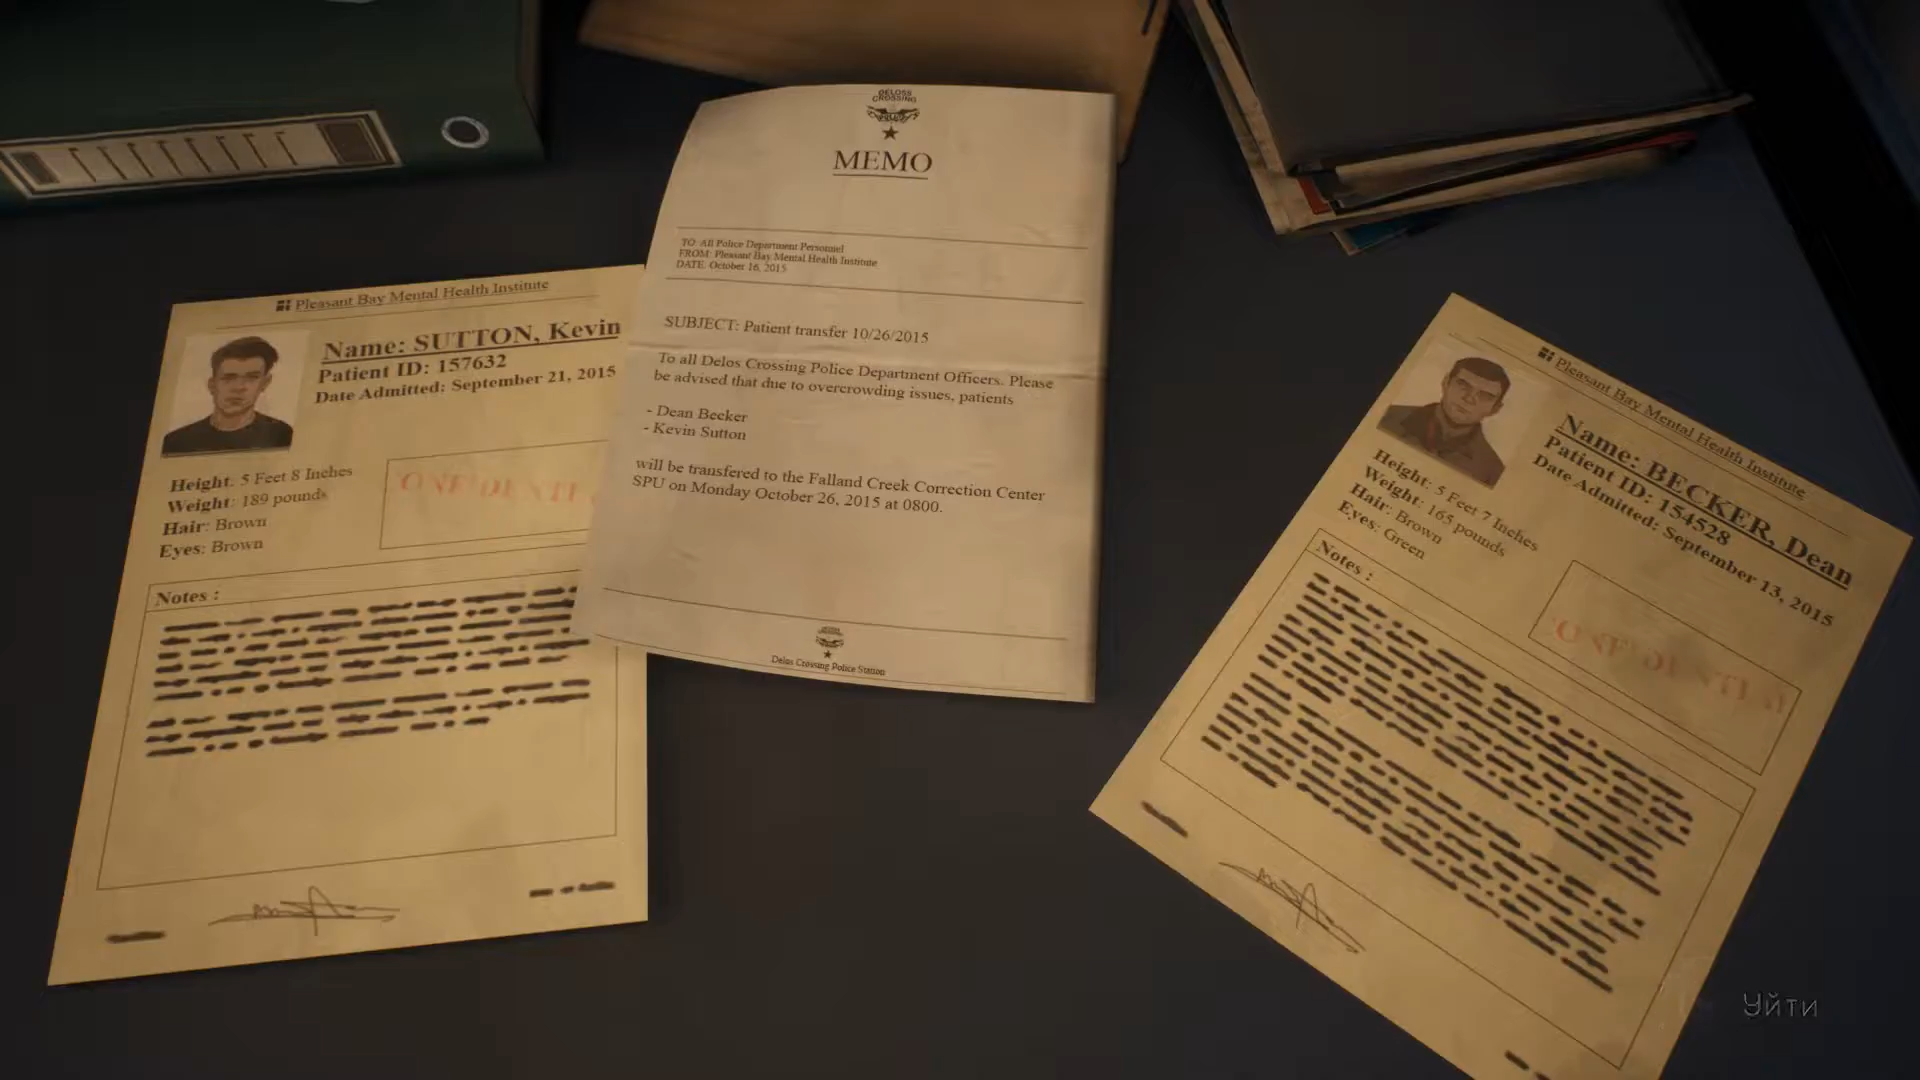 Pleasant Bay Mental Health Institute
Name: SUTTON, Kevin
Patient ID: 157632
Date Admitted: September 21, 2015
Height: 5 Feet 8 Inches
Weight: 189 pounds
Hair: Brown
Eyes: Brown
ONFIDENTI
Notes :
DELOSS
CROSSING
MEMO
TO: All Police Department Personnel
FROM: Pleasant Bay Mental Health Institute
DATE: October 16, 2015
SUBJECT: Patient transfer 10/26/2015
To all Delos Crossing Police Department Officers. Please
be advised that due to overcrowding issues, patients
- Dean Becker
- Kevin Sutton
will be transfered to the Falland Creek Correction Center
SPU on Monday October 26, 2015 at 0800.
Delos Crossing Police Station
Pleasant Bay Mental Health Institute
Name: BECKER, Dean
Patient ID: 154528
Date Admitted: September 13, 2015
Height: 5 Feet 7 Inches
Weight: 165 pounds
Hair: Brown
Eyes: Green
ONFIDENTIAL
Notes :
Уйти